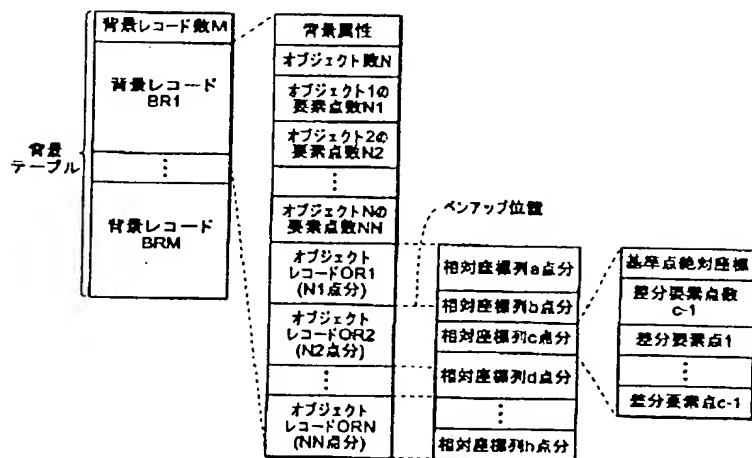 背景
テーブル
背景レコード数M
背景レコード
BR1
⋮
背景レコード
BRM
背景属性
オブジェクト数N
オブジェクト1の
要素点数N1
オブジェクト2の
要素点数N2
⋮
オブジェクトNの
要素点数NN
オブジェクト
レコードOR1
(N1点分)
オブジェクト
レコードOR2
(N2点分)
⋮
オブジェクト
レコードORN
(NN点分)
ペンアップ位置
相対座標列a点分
相対座標列b点分
相対座標列c点分
相対座標列d点分
⋮
相対座標列h点分
基準点絶対座標
差分要素点数
c-1
差分要素点1
⋮
差分要素点c-1